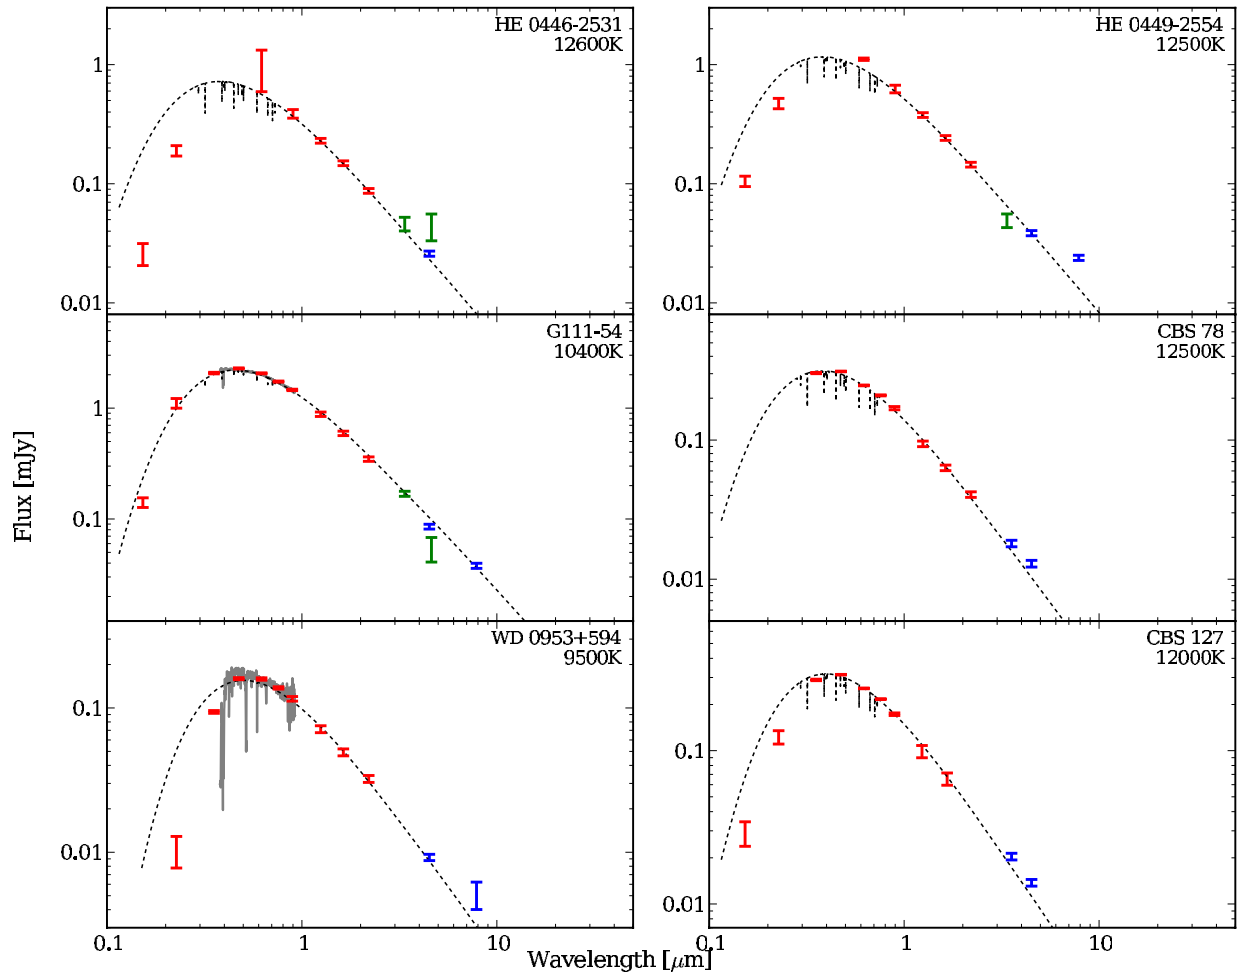 HE 0446-2531
12600K
1
0.1
0.01
HE 0449-2554
12500K
1
0.1
0.01
G111-54
10400K
1
0.1
CBS 78
12500K
0.1
0.01
WD 0953+594
9500K
0.1
0.01
0.1
1
10
CBS 127
12000K
0.1
0.01
0.1
1
10
Flux [mJy]
Wavelength [μm]